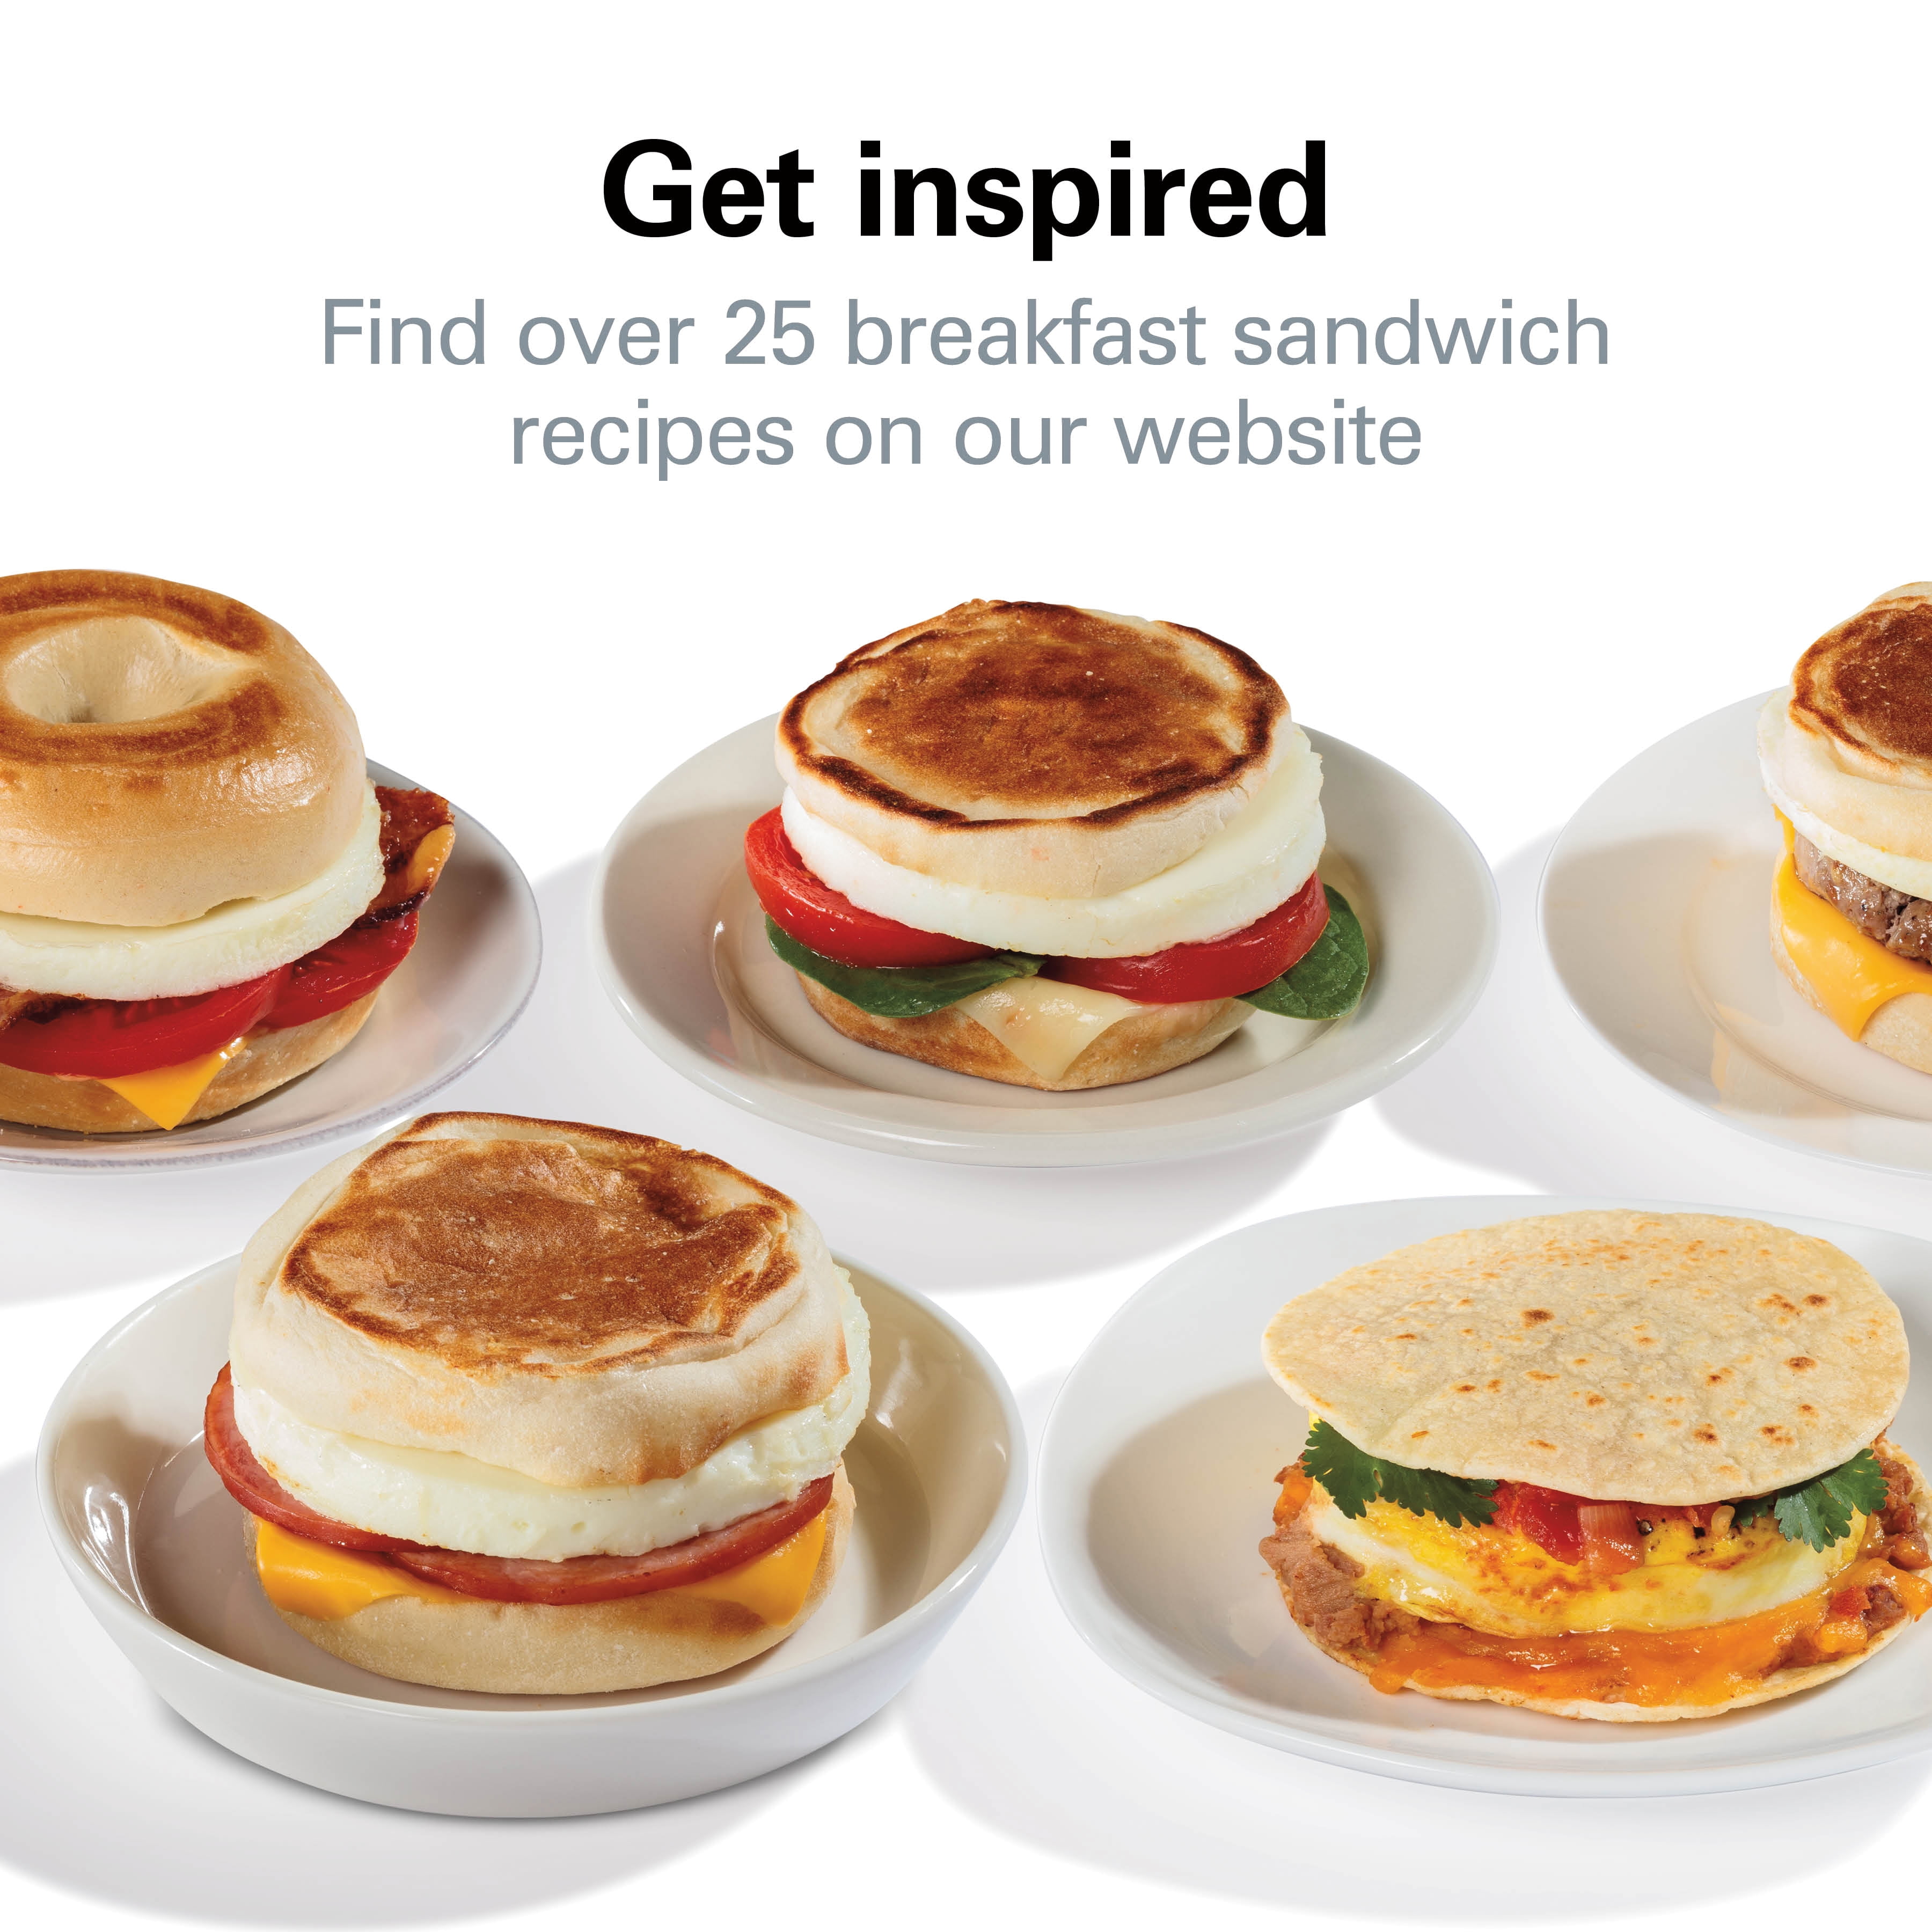 Get inspired
Find over 25 breakfast sandwich
recipes on our website